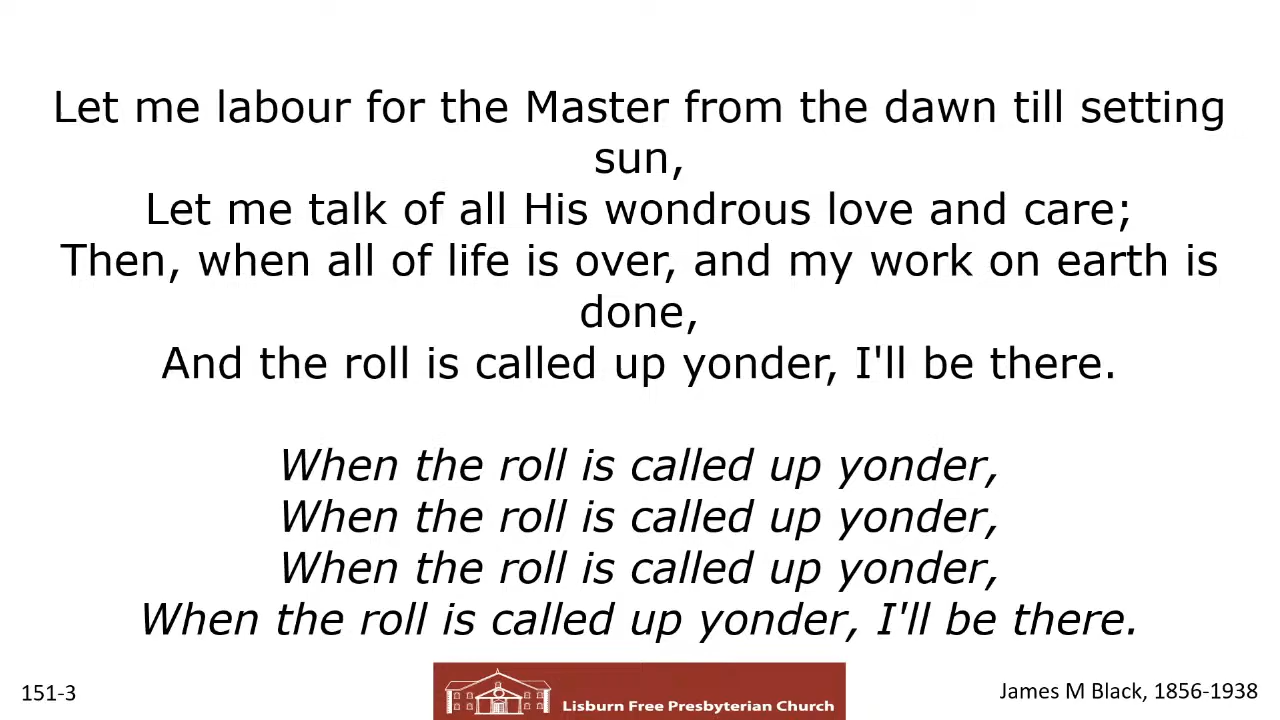 Let me labour for the Master from the dawn till setting
sun,
Let me talk of all His wondrous love and care;
Then, when all of life is over, and my work on earth is
done,
And the roll is called up yonder, I'll be there.
When the roll is called up yonder,
When the roll is called up yonder,
When the roll is called up yonder,
When the roll is called up yonder, I'll be there.
151-3
Lisburn Free Presbyterian Church
James M Black, 1856-1938